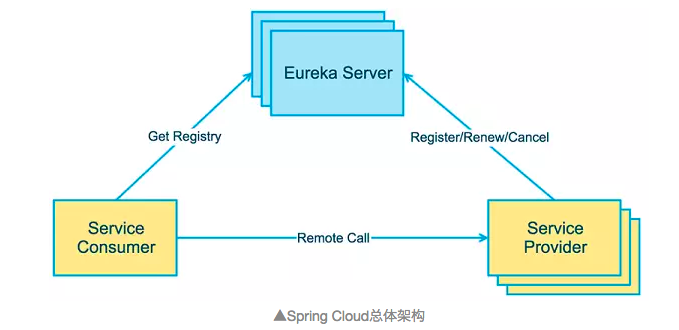 Eureka Server
Get Registry
Register/Renew/Cancel
Service
Consumer
Remote Call
Service
Provider
▲Spring Cloud总体架构